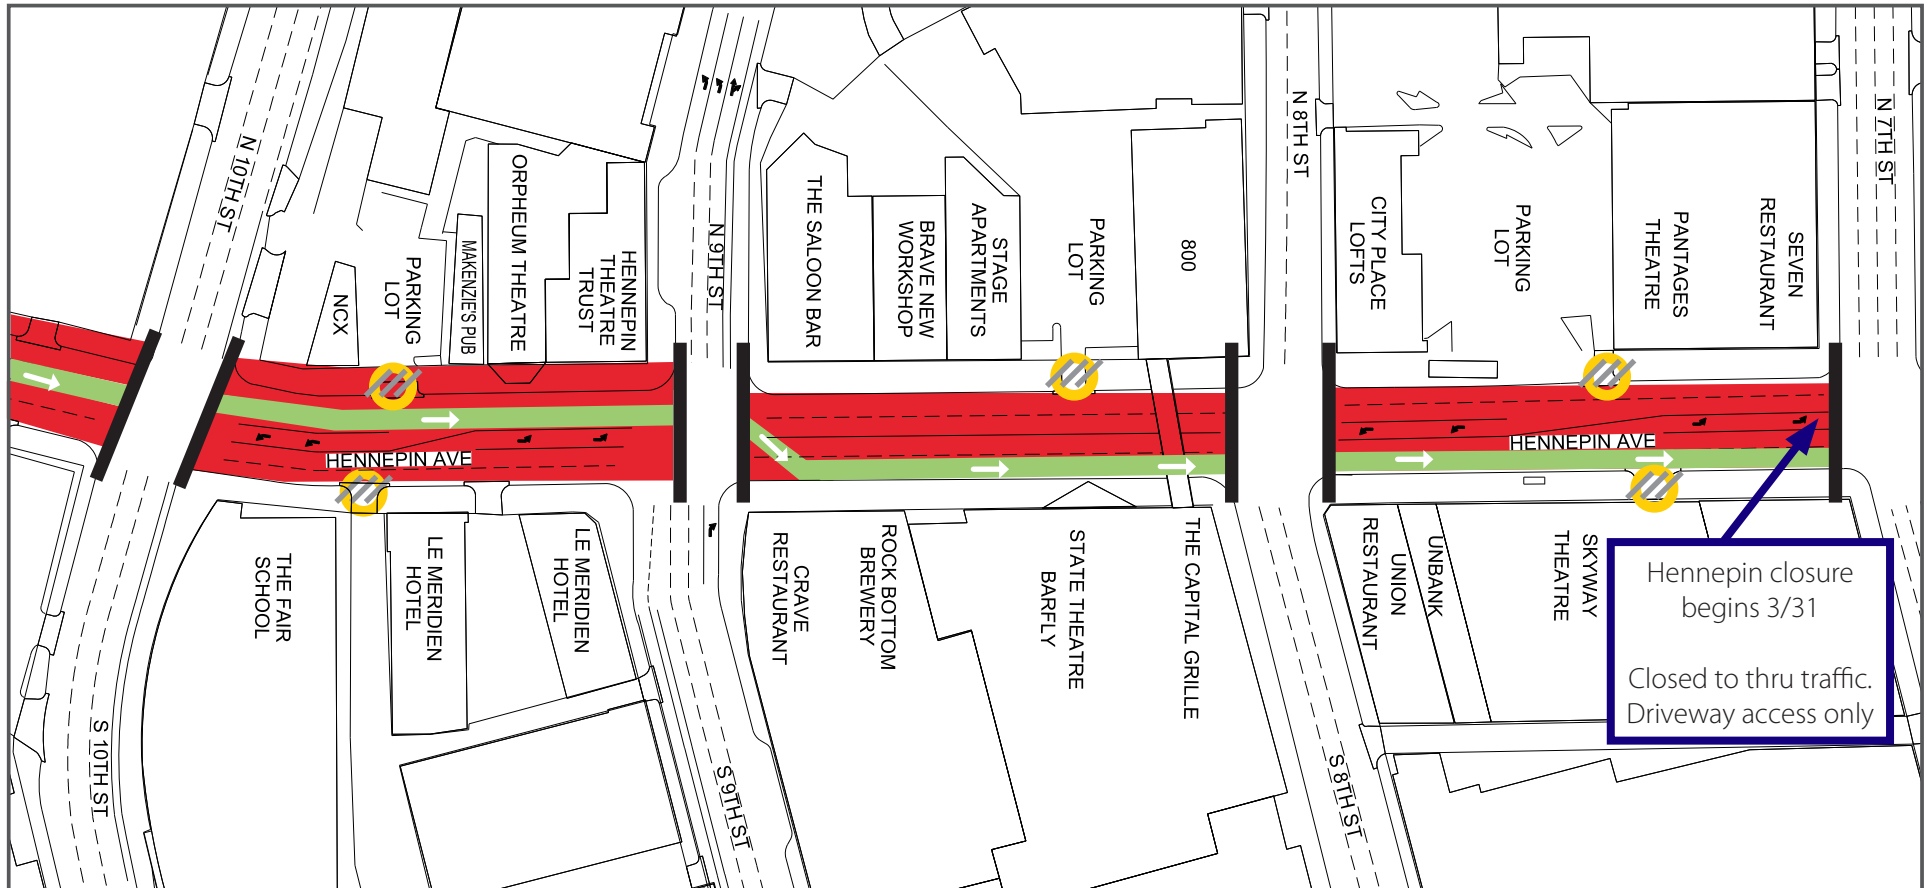 N 10TH ST
NCX
PARKING
LOT
MAKENZIE'S PUB
ORPHEUM THEATRE
HENNEPIN
THEATRE
TRUST
N 9TH ST
THE SALOON BAR
BRAVE NEW
WORKSHOP
STAGE
APARTMENTS
PARKING
LOT
800
N 8TH ST
CITY PLACE
LOFTS
PARKING
LOT
PANTAGES
THEATRE
SEVEN
RESTAURANT
N 7TH ST
HENNEPIN AVE
HENNEPIN AVE
S 10TH ST
THE FAIR
SCHOOL
LE MERIDIEN
HOTEL
LE MERIDIEN
HOTEL
S 9TH ST
CRAVE
RESTAURANT
ROCK BOTTOM
BREWERY
STATE THEATRE
BARFLY
THE CAPITAL GRILLE
S 8TH ST
UNION
RESTAURANT
UNBANK
SKYWAY
THEATRE
Hennepin closure
begins 3/31
Closed to thru traffic.
Driveway access only